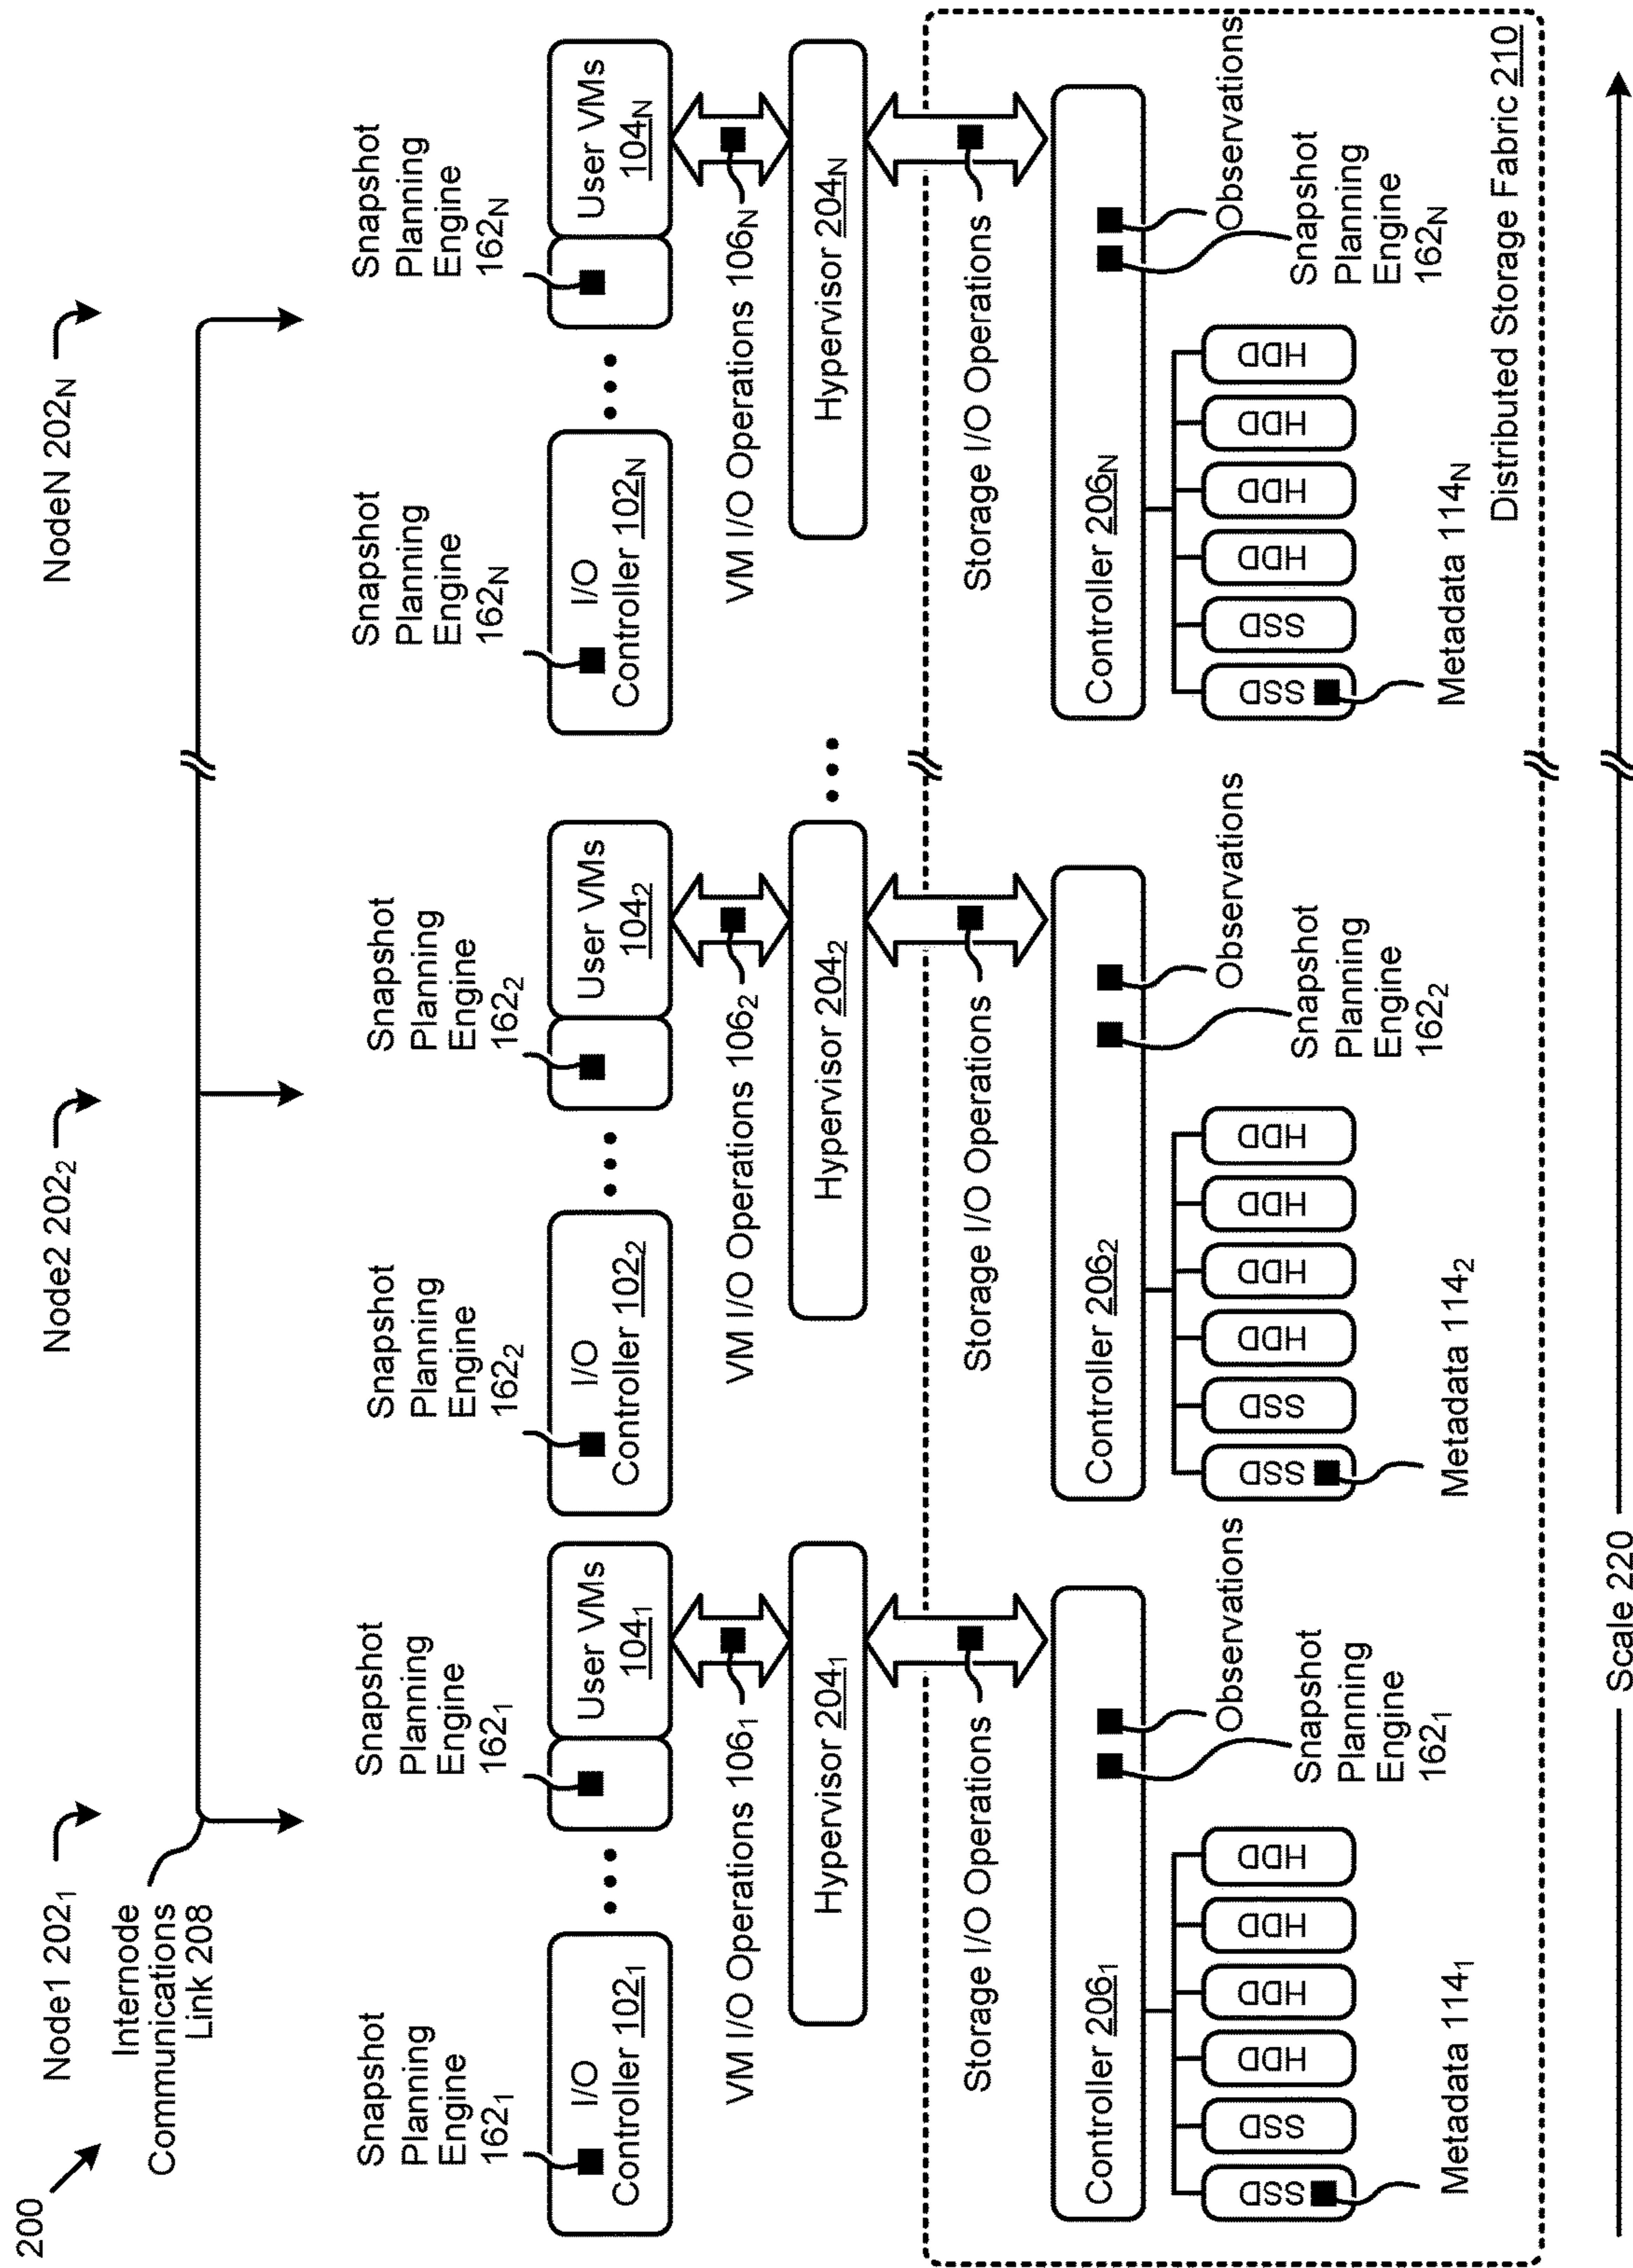 200
Node1 202₁
Node2 202₂
NodeN 202N
Internode
Communications
Link 208
Snapshot
Planning
Engine
162₁
Snapshot
Planning
Engine
162₁
Snapshot
Planning
Engine
162₂
Snapshot
Planning
Engine
162₂
Snapshot
Planning
Engine
162N
Snapshot
Planning
Engine
162N
I/O
Controller 102₁
User VMs
104₁
I/O
Controller 102₂
User VMs
104₂
I/O
Controller 102N
User VMs
104N
VM I/O Operations 106₁
VM I/O Operations 106₂
VM I/O Operations 106N
Hypervisor 204₁
Hypervisor 204₂
Hypervisor 204N
Storage I/O Operations
Storage I/O Operations
Storage I/O Operations
Controller 206₁
Controller 206₂
Controller 206N
SSD
SSD
HDD
HDD
HDD
HDD
Observations
Snapshot
Planning
Engine
162₁
SSD
SSD
HDD
HDD
HDD
HDD
Observations
Snapshot
Planning
Engine
162₂
SSD
SSD
HDD
HDD
HDD
HDD
Observations
Snapshot
Planning
Engine
162N
Metadata 114₁
Metadata 114₂
Metadata 114N
Distributed Storage Fabric 210
Scale 220